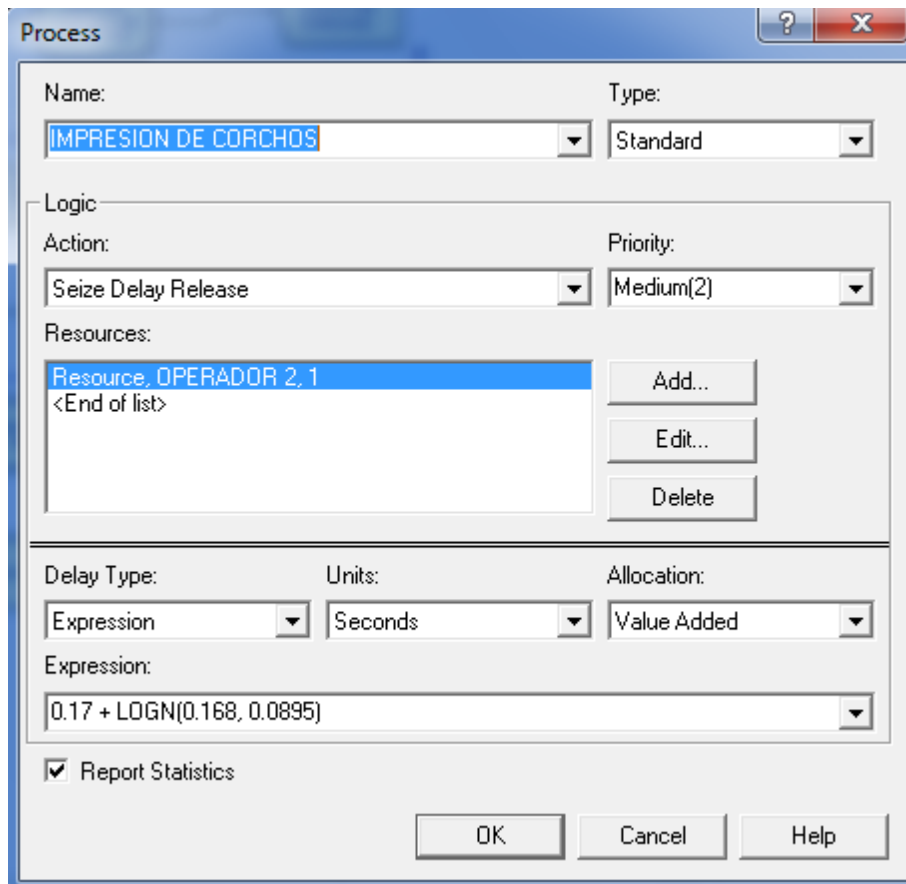 Process
?
X
Name:
Type:
IMPRESION DE CORCHOS
Standard
Logic
Action:
Priority:
Seize Delay Release
Medium(2)
Resources:
Resource, OPERADOR 2, 1
<End of list>
Add...
Edit...
Delete
Delay Type:
Units:
Allocation:
Expression
Seconds
Value Added
Expression:
0.17 + LOGN(0.168, 0.0895)
Report Statistics
OK
Cancel
Help